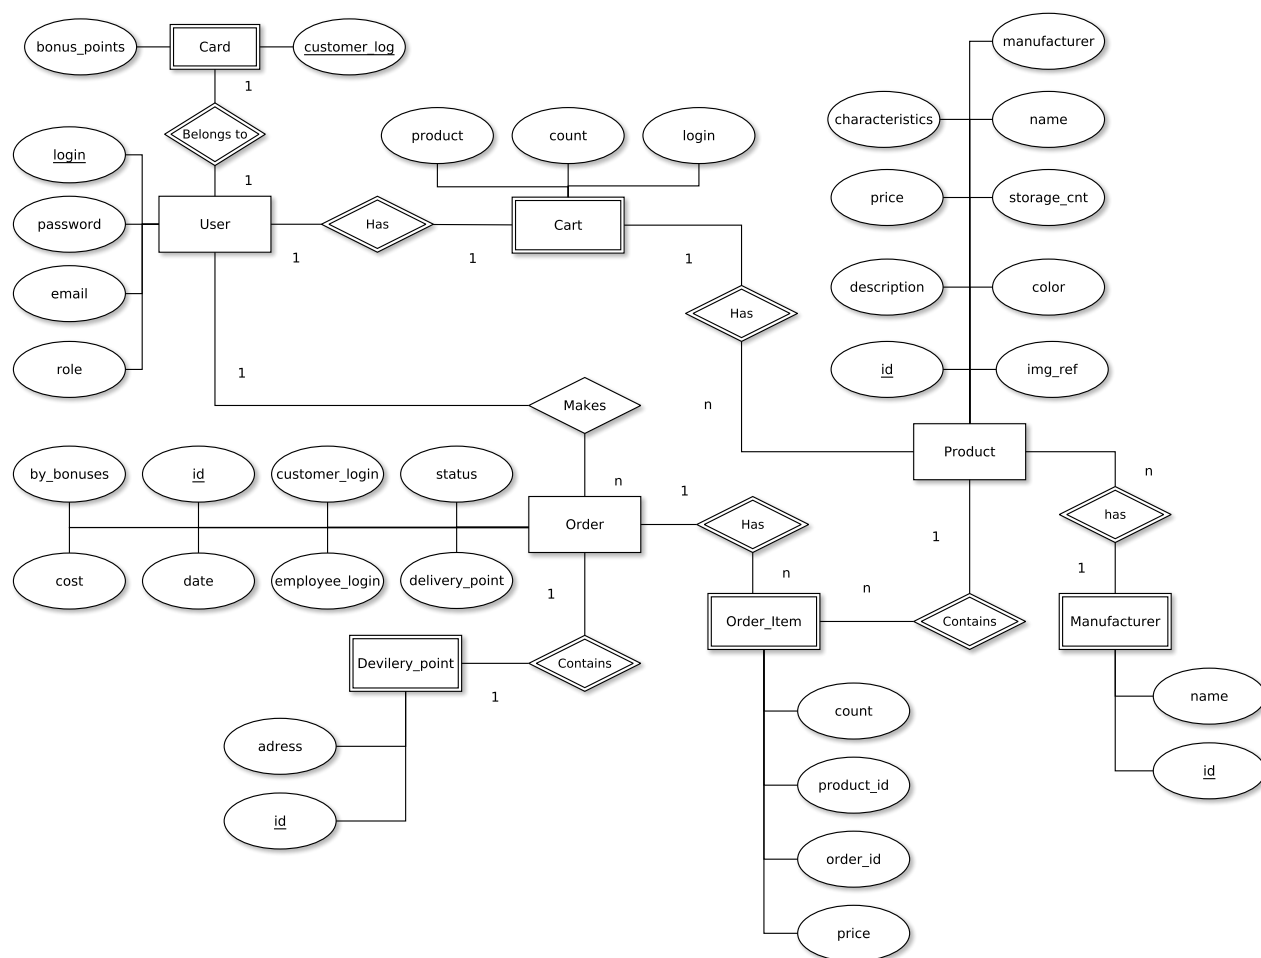 manufacturer
bonus_points
Card
customer_log
1
characteristics
name
Belongs to
product
count
login
login
1
price
storage_cnt
password
User
Has
Cart
1
1
1
description
color
email
Has
role
1
id
img_ref
Makes
n
Product
by_bonuses
id
customer_login
status
n
n
1
Order
Has
has
1
cost
date
employee_login
delivery_point
1
n
n
1
Order_Item
Contains
Manufacturer
Devilery_point
Contains
1
name
count
adress
id
product_id
id
order_id
price